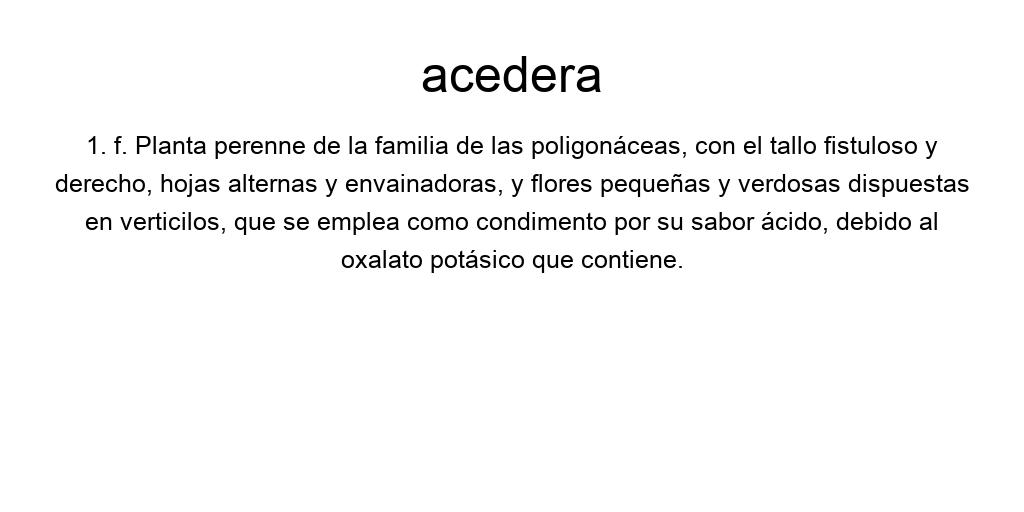 acedera
1. f. Planta perenne de la familia de las poligonáceas, con el tallo fistuloso y
derecho, hojas alternas y envainadoras, y flores pequeñas y verdosas dispuestas
en verticilos, que se emplea como condimento por su sabor ácido, debido al
oxalato potásico que contiene.